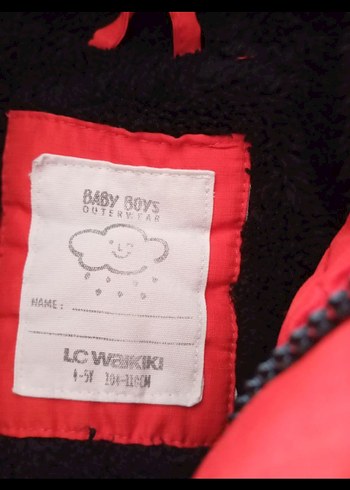 BABY BOYS
OUTERWEAR
NAME:
LC WAIKIKI
4-5Y 104-110CM